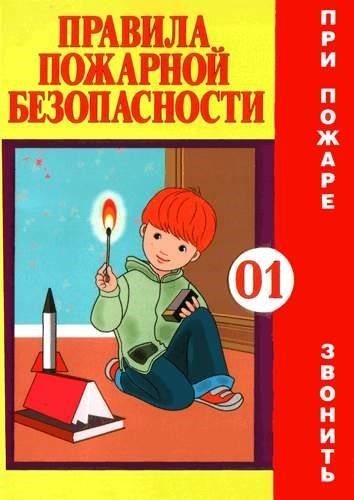 ПРАВИЛА
ПОЖАРНОЙ
БЕЗОПАСНОСТИ
ПРИ ПОЖАРЕ
01
ЗВОНИТЬ